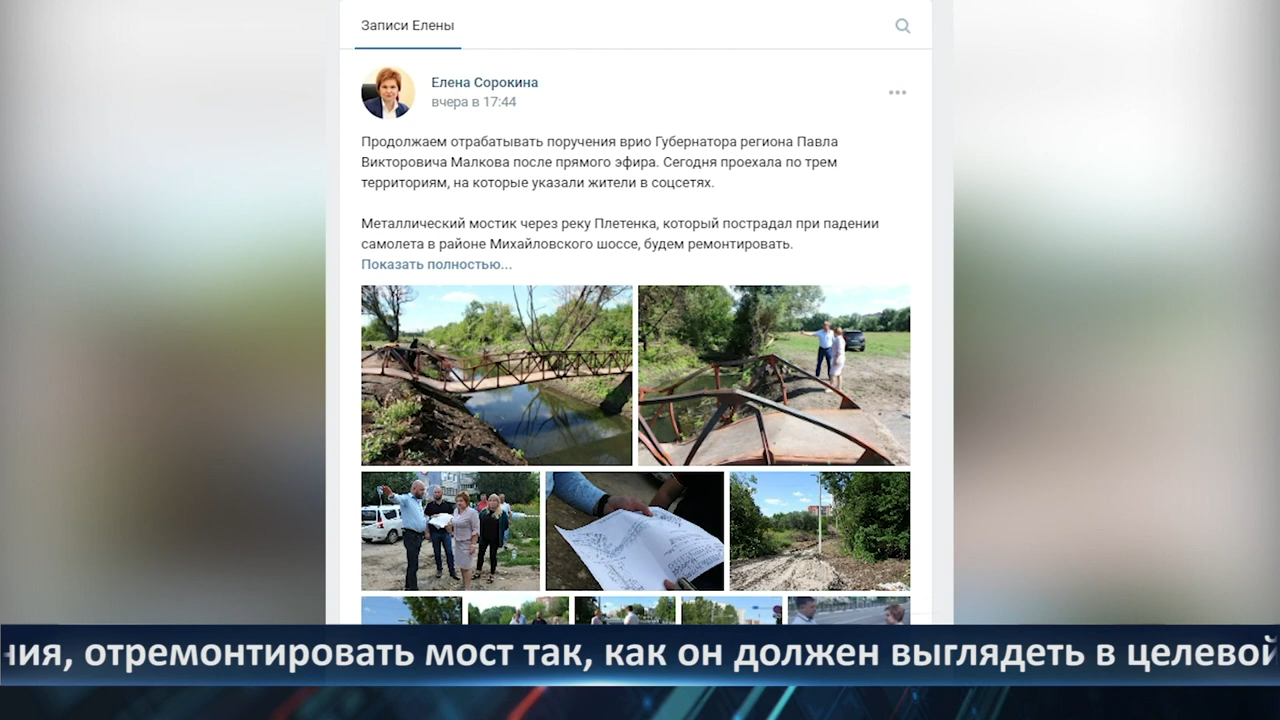 Записи Елены
Елена Сорокина
вчера в 17:44
Продолжаем отрабатывать поручения врио Губернатора региона Павла
Викторовича Малкова после прямого эфира. Сегодня проехала по трем
территориям, на которые указали жители в соцсетях.
Металлический мостик через реку Плетенка, который пострадал при падении
самолета в районе Михайловского шоссе, будем ремонтировать.
Показать полностью...
отремонтировать мост так, как он должен выглядеть в целевой